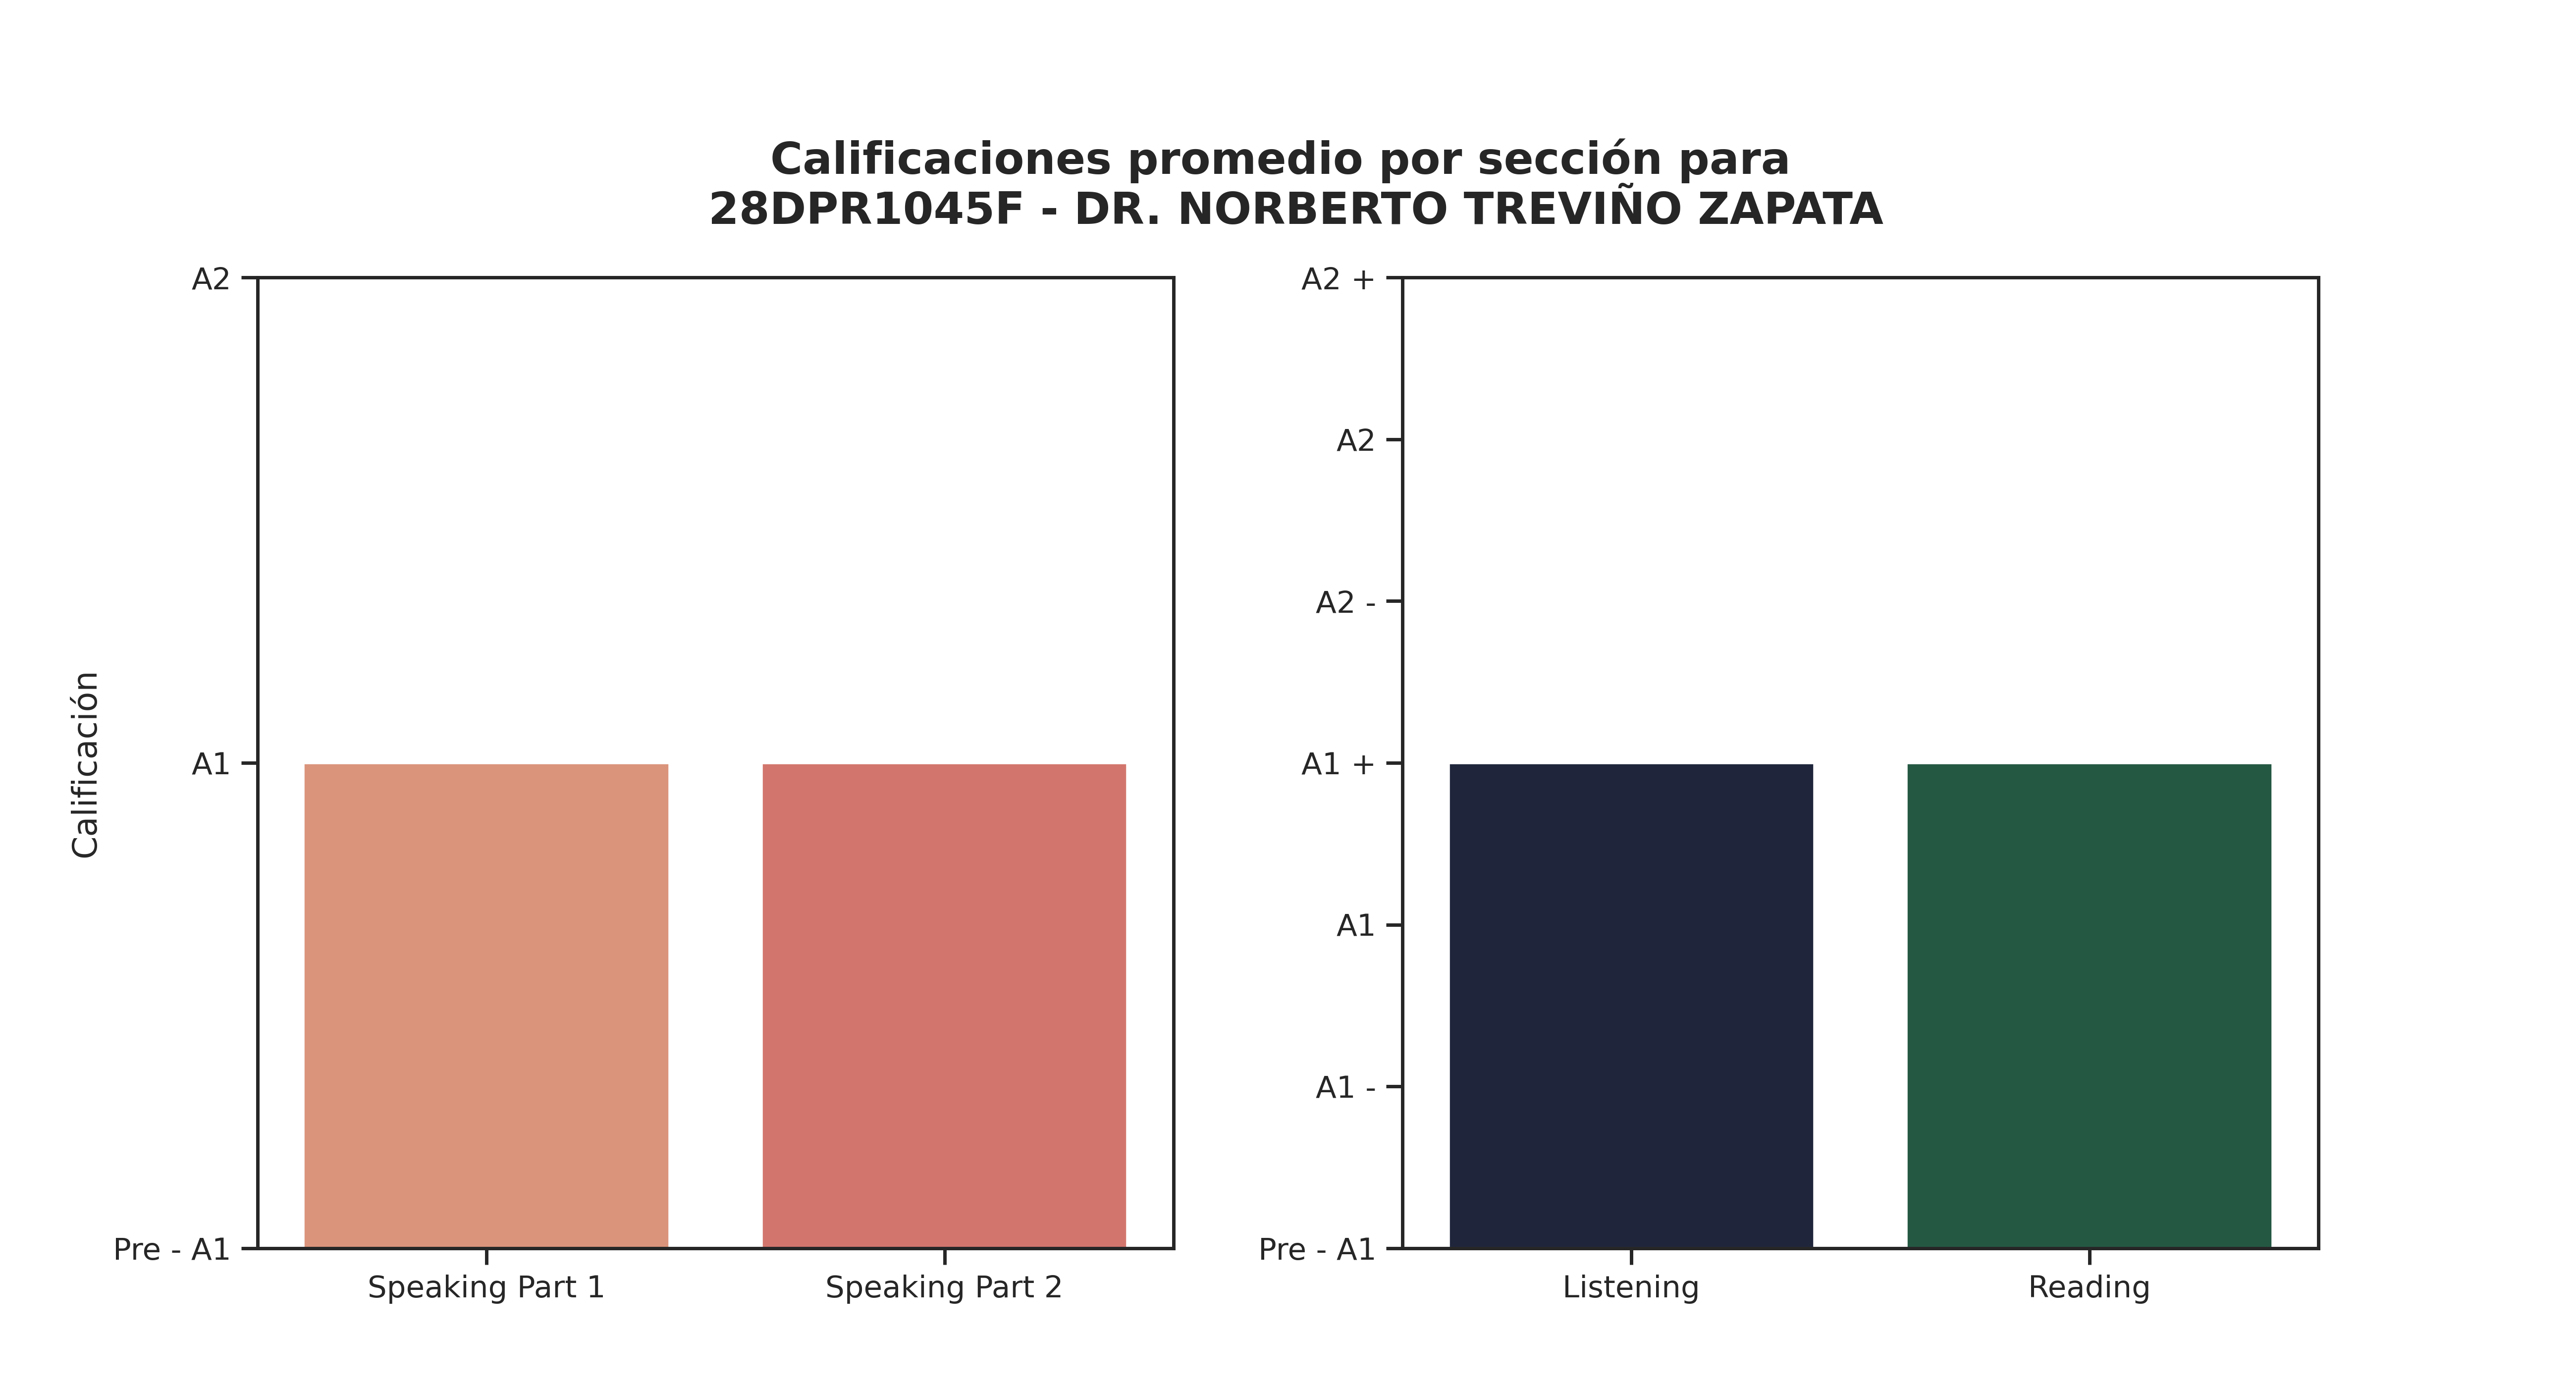 Calificaciones promedio por sección para
28DPR1045F - DR. NORBERTO TREVIÑO ZAPATA
Calificación
A2
A1
Pre - A1
Speaking Part 1
Speaking Part 2
A2 +
A2
A2 -
A1 +
A1
A1 -
Pre - A1
Listening
Reading